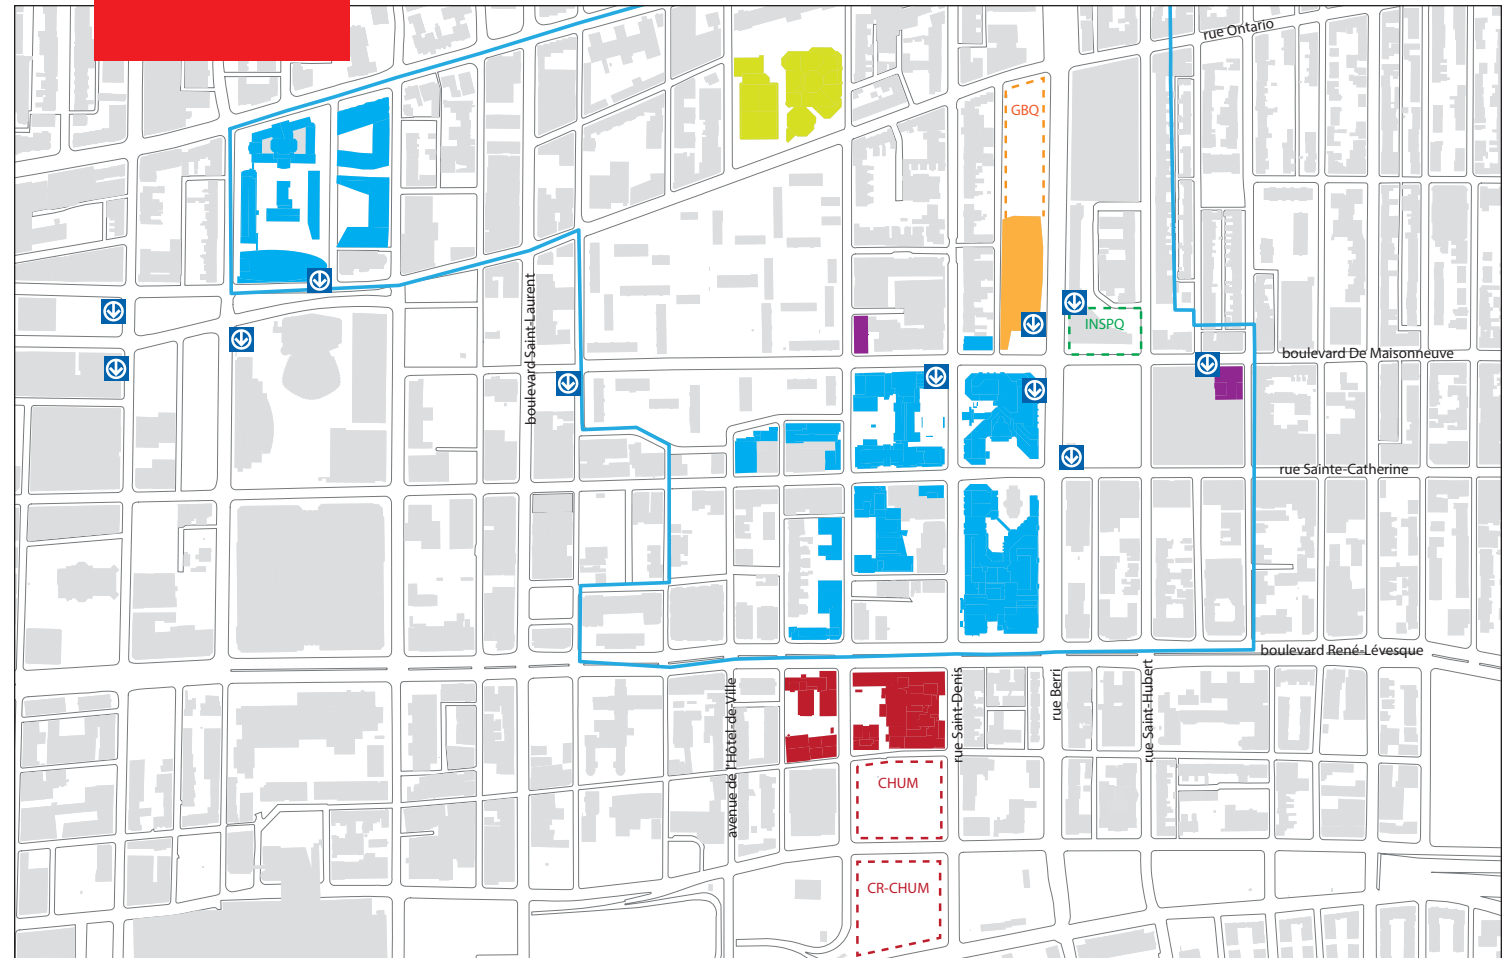 rue Ontario
GBQ
INSPQ
boulevard Saint-Laurent
boulevard De Maisonneuve
rue Sainte-Catherine
boulevard René-Lévesque
avenue de l'Hôtel-de-Ville
rue Saint-Denis
rue Berri
rue Saint-Hubert
CHUM
CR-CHUM